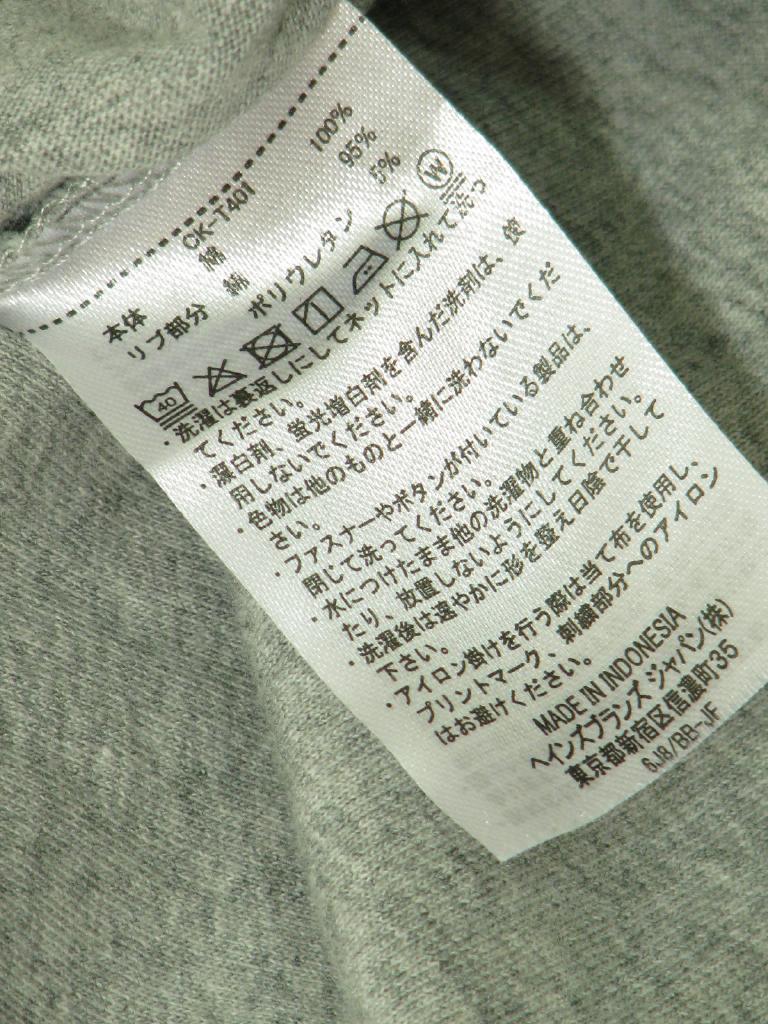 CK-T401
本体 綿 100%
リブ部分 綿 95%
ポリウレタン 5%
40 W
・洗濯は裏返しにしてネットに入れて洗っ
てください。
・漂白剤、蛍光増白剤を含んだ洗剤は、使
用しないでください。
・色物は他のものと一緒に洗わないでくだ
さい。
・ファスナーやボタンが付いている製品は、
閉じて洗ってください。
・水につけたまま他の洗濯物と重ね合わせ
たり、放置しないようにしてください。
・洗濯後は速やかに形を整え日陰で干して
下さい。
・アイロン掛けを行う際は当て布を使用し、
プリントマーク、刺繍部分へのアイロン
はお避けください。
MADE IN INDONESIA
ヘインズブランズ ジャパン(株)
東京都新宿区信濃町35
6J8/BB-JF